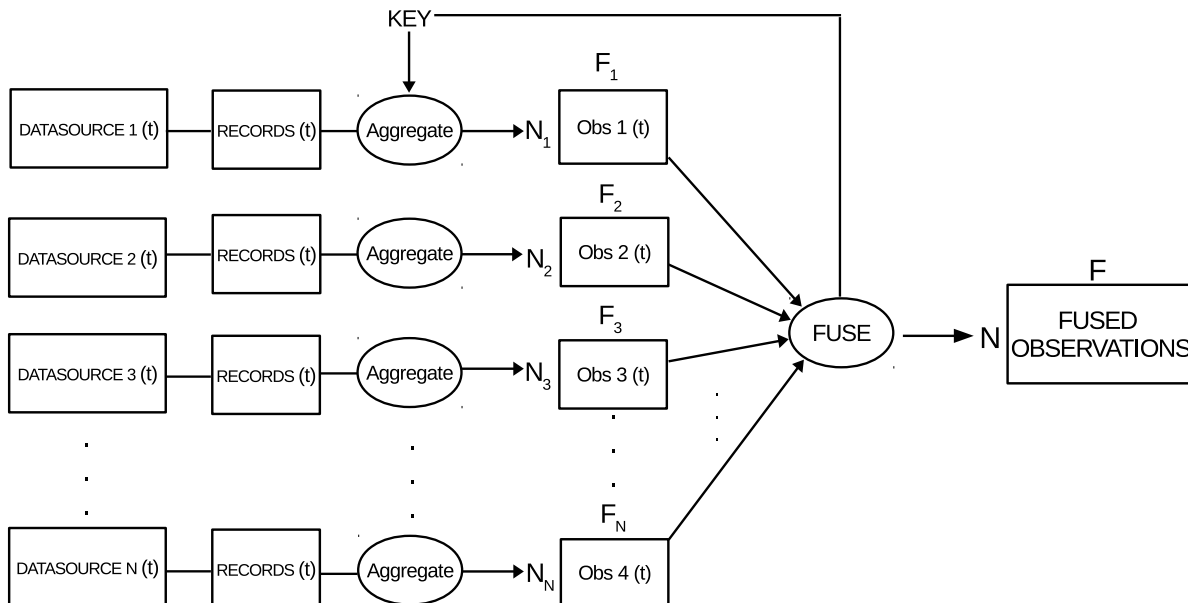 KEY
F1
DATASOURCE 1 (t)
RECORDS (t)
Aggregate
N1
Obs 1 (t)
F2
DATASOURCE 2 (t)
RECORDS (t)
Aggregate
N2
Obs 2 (t)
F3
DATASOURCE 3 (t)
RECORDS (t)
Aggregate
N3
Obs 3 (t)
FUSE
F
N
FUSED
OBSERVATIONS
FN
DATASOURCE N (t)
RECORDS (t)
Aggregate
NN
Obs 4 (t)